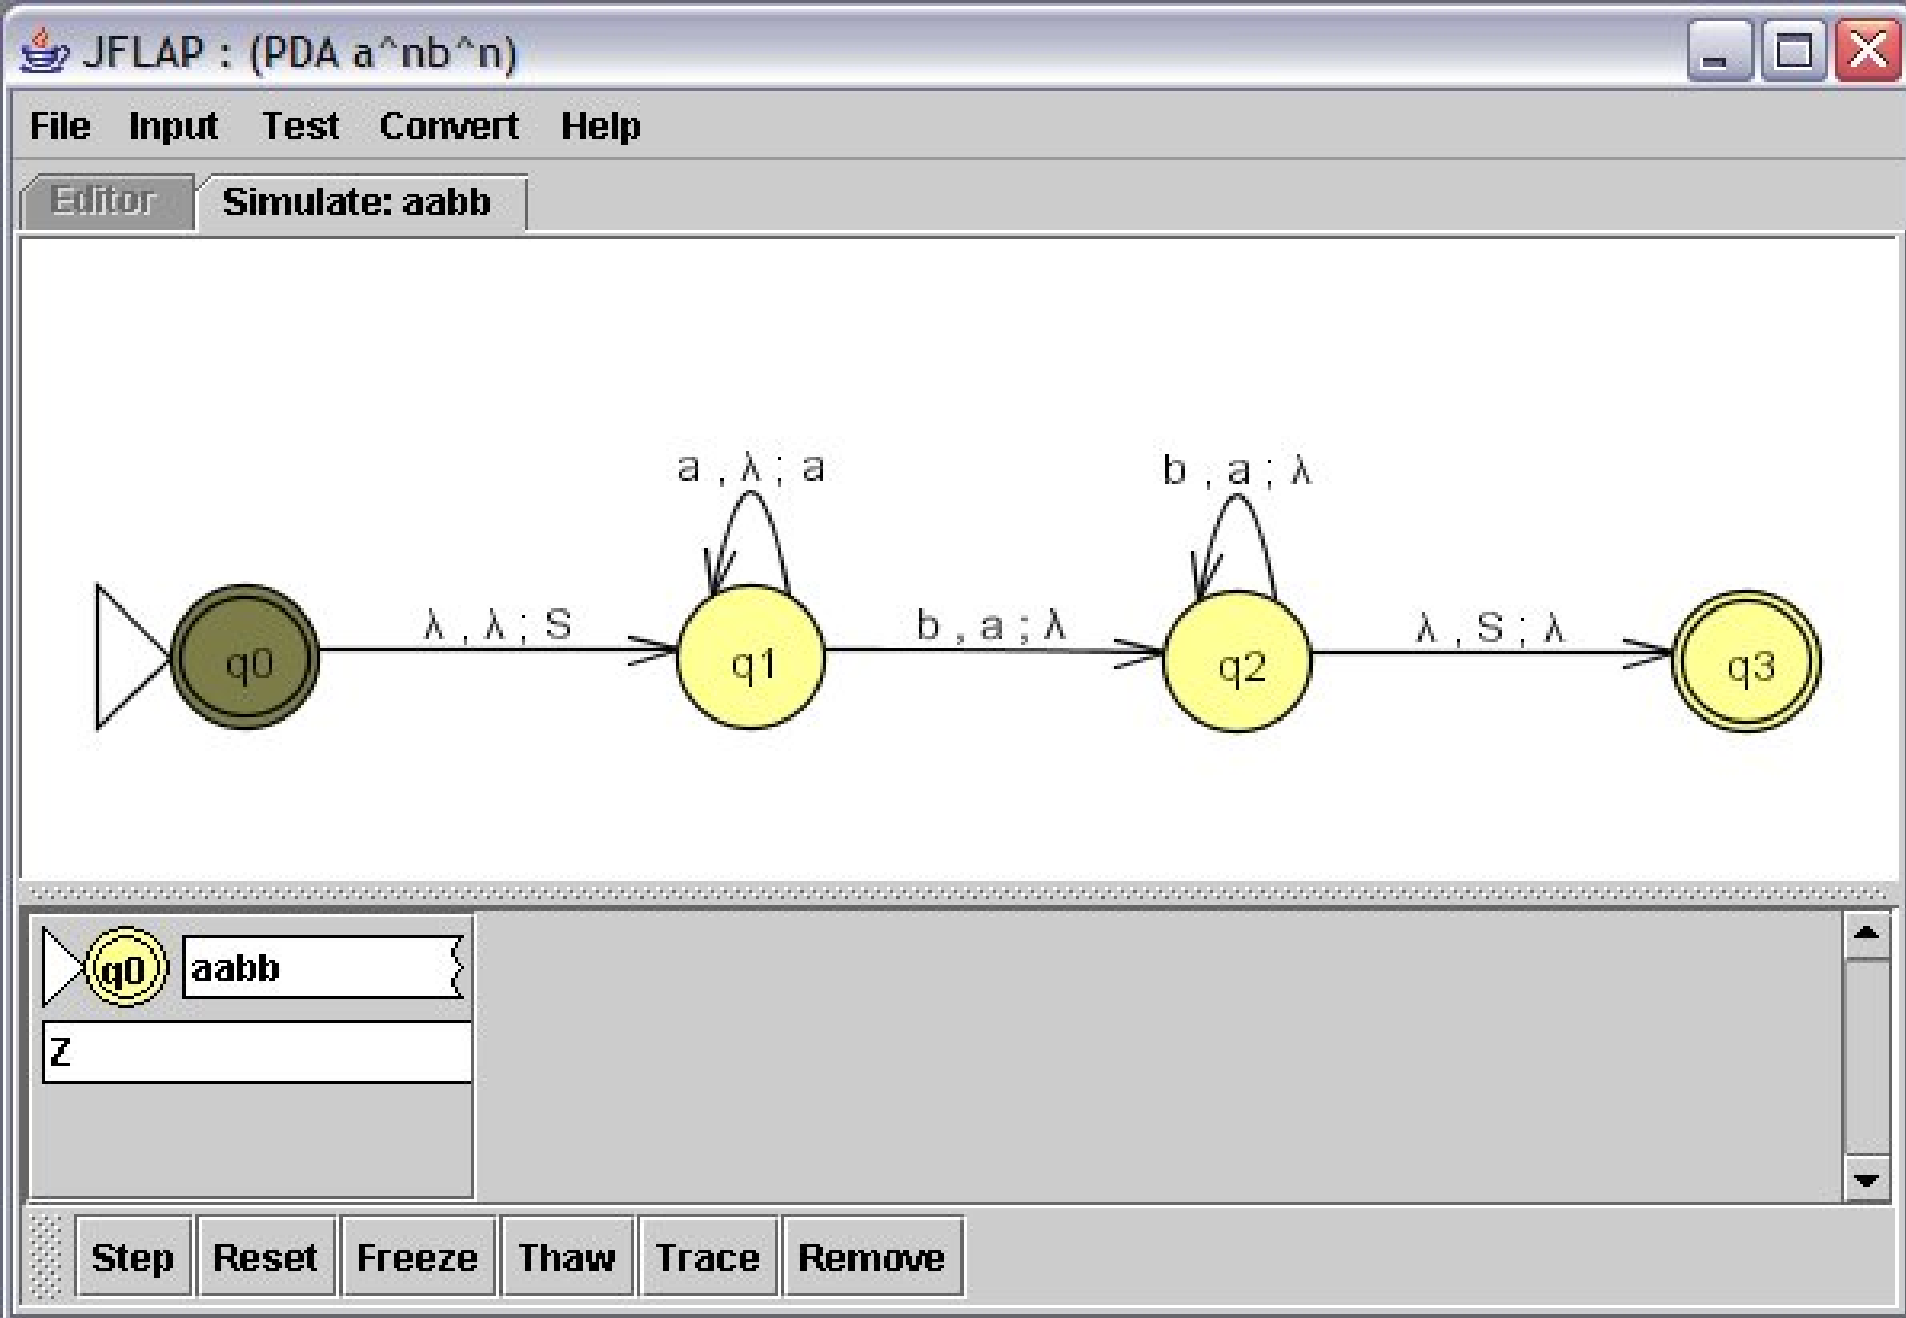 JFLAP : (PDA a^nb^n)
File Input Test Convert Help
Editor Simulate: aabb
a , λ ; a b , a ; λ
λ , λ ; S b , a ; λ λ , S ; λ
q0 q1 q2 q3
q0 aabb
Z
Step Reset Freeze Thaw Trace Remove